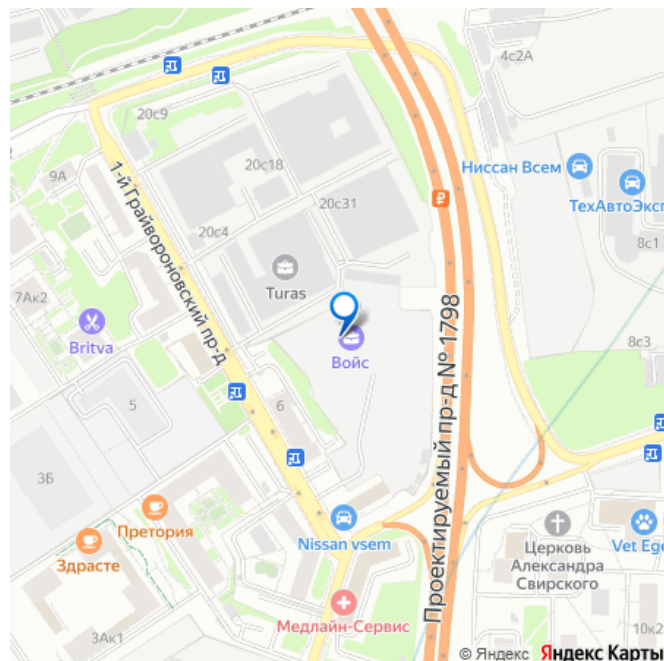 4с2А
20с9
9А
20с18
Ниссан Всем
20с31
ТехАвтоЭксп
1-й Грайвороновский пр-д
20с4
8с1
Turas
7Ак2
Britva
Войс
Проектируемый пр-д № 1798
8с3
5
6
3Б
Претория
Nissan vsem
Здрасте
Церковь
Александра
Свирского
Vet Ege
Медлайн-Сервис
3Ак1
10к2
© Яндекс Яндекс Карты